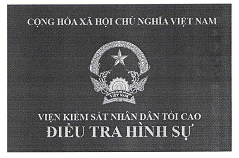 CỘNG HÒA XÃ HỘI CHỦ NGHĨA VIỆT NAM
VIỆN KIỂM SÁT NHÂN DÂN TỐI CAO
ĐIỀU TRA HÌNH SỰ